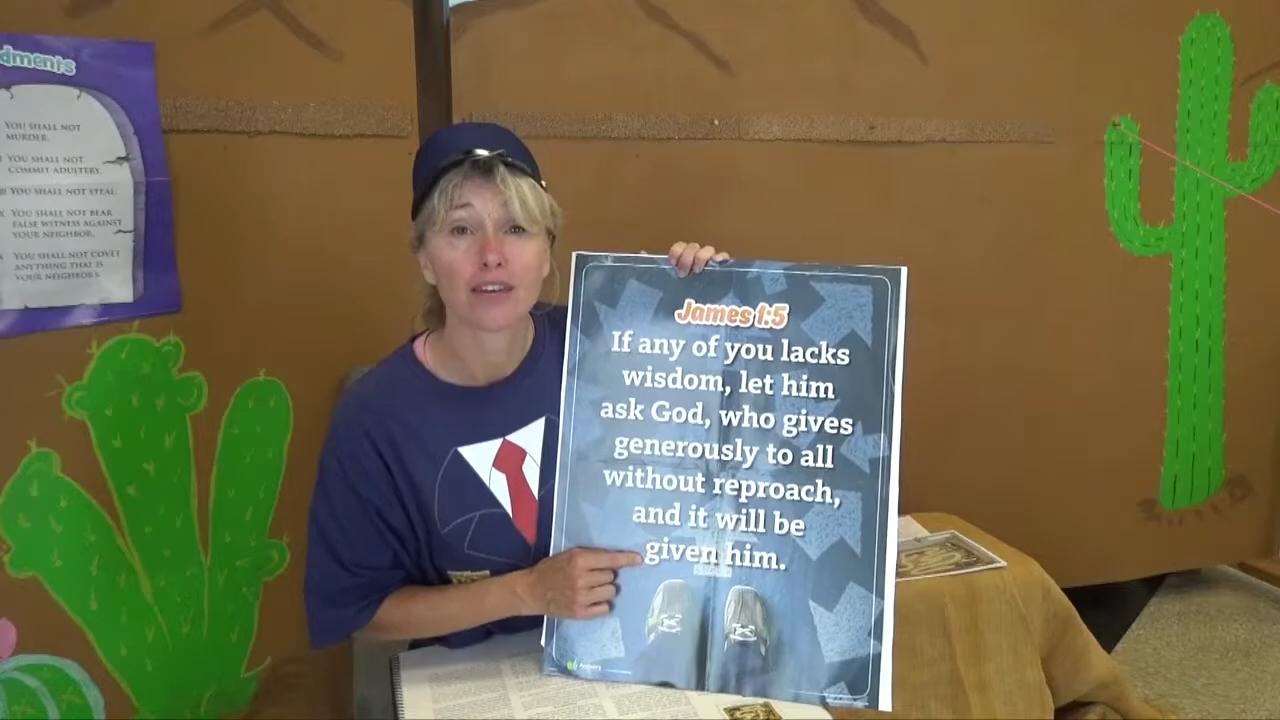 dments
YOU SHALL NOT
MURDER.
YOU SHALL NOT
COMMIT ADULTERY.
YOU SHALL NOT STEAL.
YOU SHALL NOT BEAR
FALSE WITNESS AGAINST
YOUR NEIGHBOR.
YOU SHALL NOT COVET
ANYTHING THAT IS
YOUR NEIGHBOR'S
James 1:5
If any of you lacks
wisdom, let him
ask God, who gives
generously to all
without reproach,
and it will be
given him.
Answers